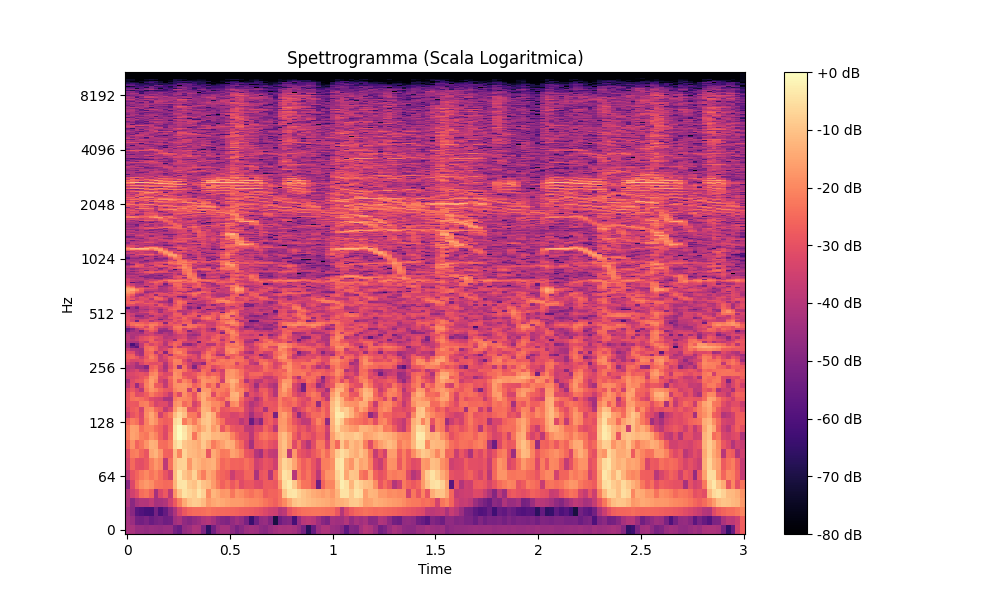 Spettrogramma (Scala Logaritmica)
Hz
8192
4096
2048
1024
512
256
128
64
0
0
0.5
1
1.5
2
2.5
3
Time
+0 dB
-10 dB
-20 dB
-30 dB
-40 dB
-50 dB
-60 dB
-70 dB
-80 dB